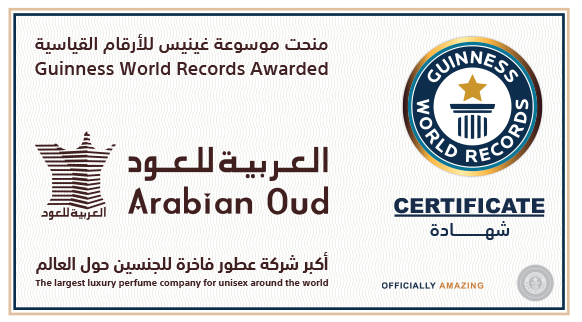 منحت موسوعة غينيس للأرقام القياسية
Guinness World Records Awarded
العربية للعود
Arabian Oud
العربية للعود
أكبر شركة عطور فاخرة للجنسين حول العالم
The largest luxury perfume company for unisex around the world
GUINNESS
WORLD RECORDS
CERTIFICATE
شهـــــادة
OFFICIALLY AMAZING